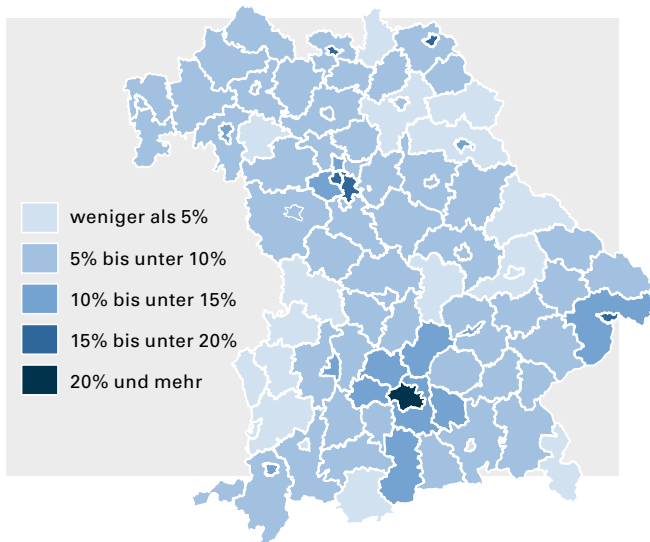 weniger als 5%
5% bis unter 10%
10% bis unter 15%
15% bis unter 20%
20% und mehr